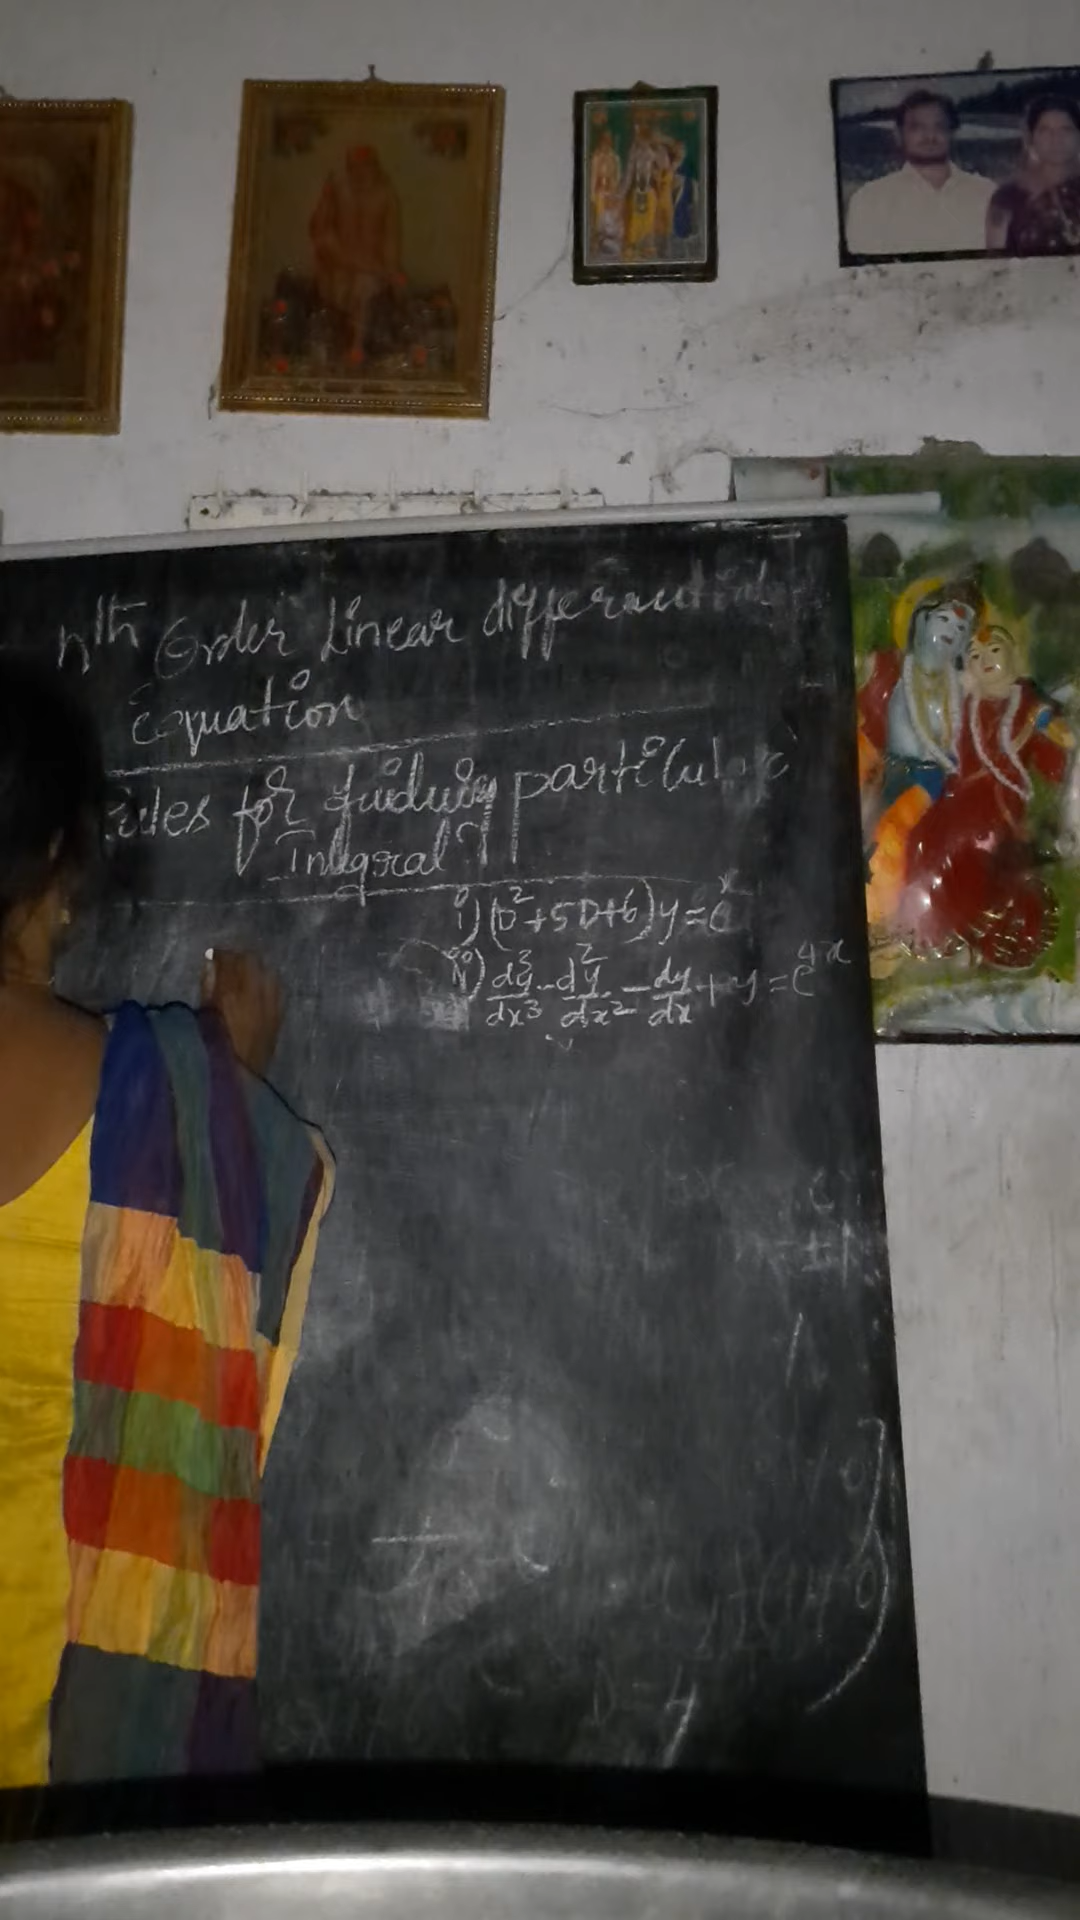 nth Order Linear differential
Equation
for finding particular
Integral
i) (D²+5D+6)y=eˣ
ii) d³y/dx³ - d²y/dx² - dy/dx + y = e⁴ˣ